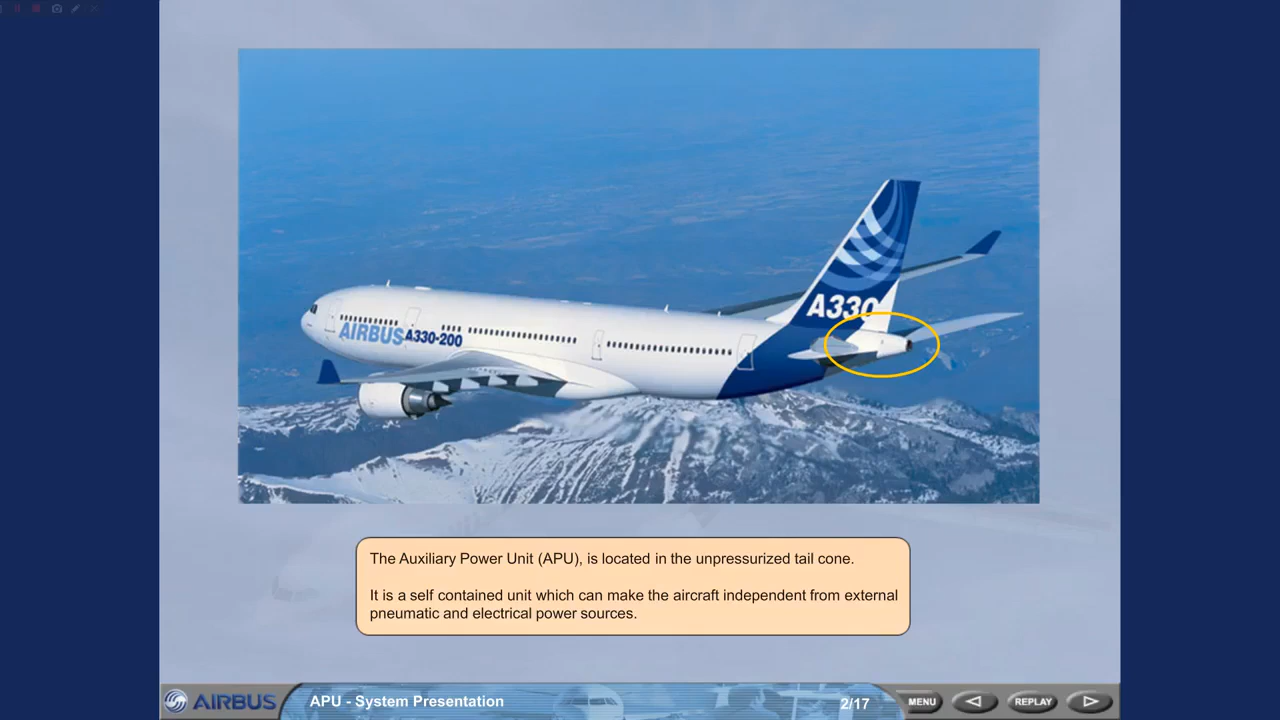 A330
AIRBUS A330-200
The Auxiliary Power Unit (APU), is located in the unpressurized tail cone.
It is a self contained unit which can make the aircraft independent from external
pneumatic and electrical power sources.
AIRBUS
APU - System Presentation
2/17
MENU
REPLAY